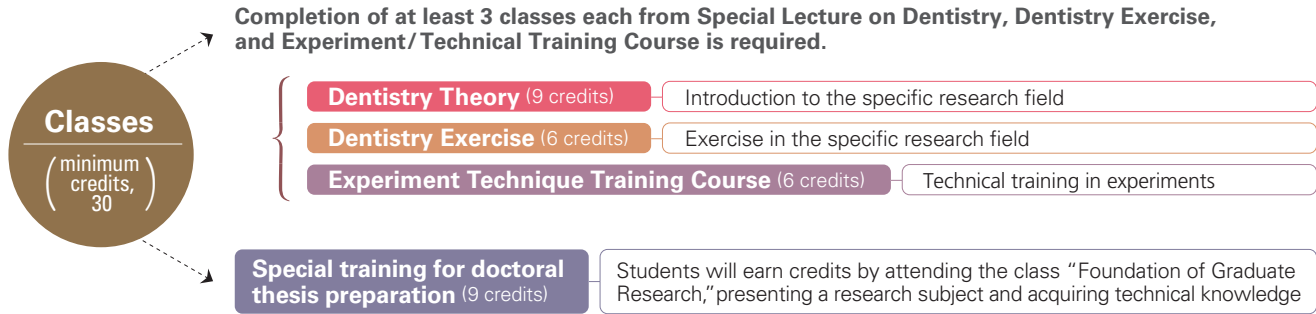 Completion of at least 3 classes each from Special Lecture on Dentistry, Dentistry Exercise,
and Experiment/Technical Training Course is required.
Classes
(minimum
credits,
30)
Dentistry Theory (9 credits)
Introduction to the specific research field
Dentistry Exercise (6 credits)
Exercise in the specific research field
Experiment Technique Training Course (6 credits)
Technical training in experiments
Special training for doctoral
thesis preparation (9 credits)
Students will earn credits by attending the class “Foundation of Graduate
Research,”presenting a research subject and acquiring technical knowledge